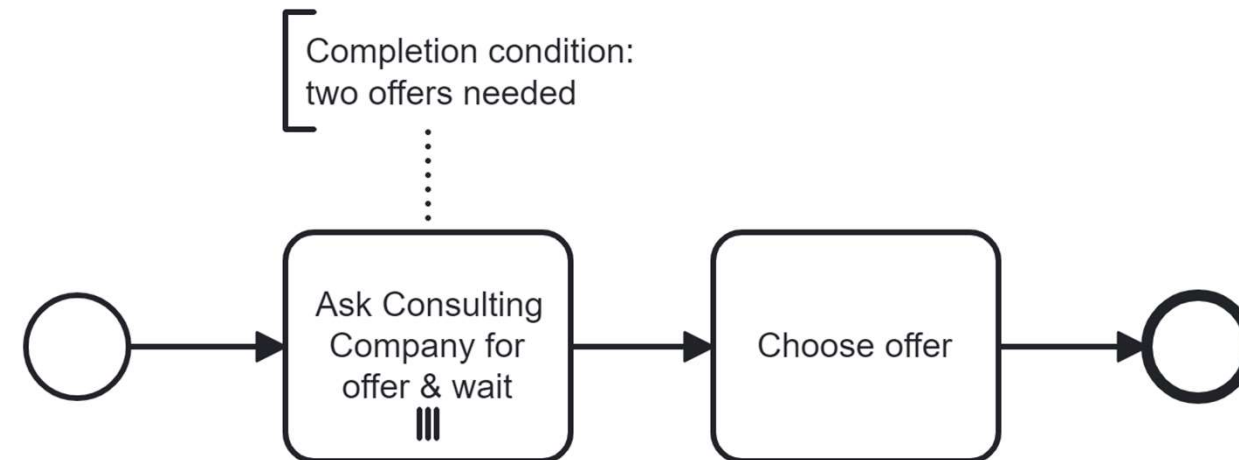 Completion condition:
two offers needed
Ask Consulting
Company for
offer & wait
Choose offer